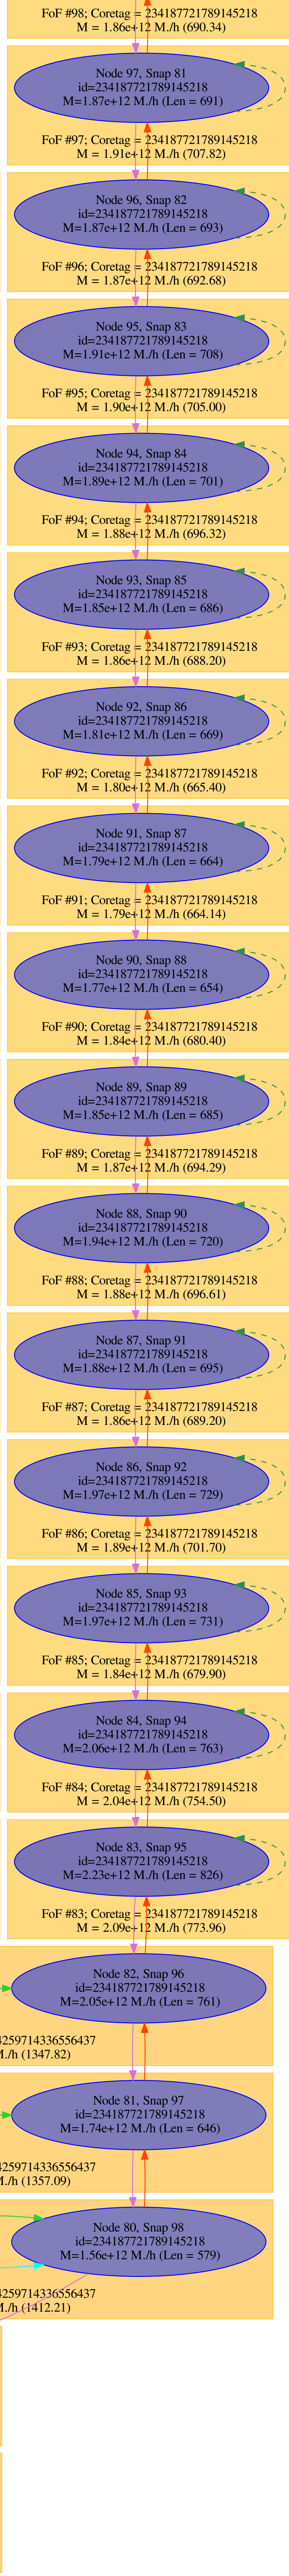 FoF #98; Coretag = 234187721789145218
M = 1.86e+12 M./h (690.34)
Node 97, Snap 81
id=234187721789145218
M=1.87e+12 M./h (Len = 691)
FoF #97; Coretag = 234187721789145218
M = 1.91e+12 M./h (707.82)
Node 96, Snap 82
id=234187721789145218
M=1.87e+12 M./h (Len = 693)
FoF #96; Coretag = 234187721789145218
M = 1.87e+12 M./h (692.68)
Node 95, Snap 83
id=234187721789145218
M=1.91e+12 M./h (Len = 708)
FoF #95; Coretag = 234187721789145218
M = 1.90e+12 M./h (705.00)
Node 94, Snap 84
id=234187721789145218
M=1.89e+12 M./h (Len = 701)
FoF #94; Coretag = 234187721789145218
M = 1.88e+12 M./h (696.32)
Node 93, Snap 85
id=234187721789145218
M=1.85e+12 M./h (Len = 686)
FoF #93; Coretag = 234187721789145218
M = 1.86e+12 M./h (688.20)
Node 92, Snap 86
id=234187721789145218
M=1.81e+12 M./h (Len = 669)
FoF #92; Coretag = 234187721789145218
M = 1.80e+12 M./h (665.40)
Node 91, Snap 87
id=234187721789145218
M=1.79e+12 M./h (Len = 664)
FoF #91; Coretag = 234187721789145218
M = 1.79e+12 M./h (664.14)
Node 90, Snap 88
id=234187721789145218
M=1.77e+12 M./h (Len = 654)
FoF #90; Coretag = 234187721789145218
M = 1.84e+12 M./h (680.40)
Node 89, Snap 89
id=234187721789145218
M=1.85e+12 M./h (Len = 685)
FoF #89; Coretag = 234187721789145218
M = 1.87e+12 M./h (694.29)
Node 88, Snap 90
id=234187721789145218
M=1.94e+12 M./h (Len = 720)
FoF #88; Coretag = 234187721789145218
M = 1.88e+12 M./h (696.61)
Node 87, Snap 91
id=234187721789145218
M=1.88e+12 M./h (Len = 695)
FoF #87; Coretag = 234187721789145218
M = 1.86e+12 M./h (689.20)
Node 86, Snap 92
id=234187721789145218
M=1.97e+12 M./h (Len = 729)
FoF #86; Coretag = 234187721789145218
M = 1.89e+12 M./h (701.70)
Node 85, Snap 93
id=234187721789145218
M=1.97e+12 M./h (Len = 731)
FoF #85; Coretag = 234187721789145218
M = 1.84e+12 M./h (679.90)
Node 84, Snap 94
id=234187721789145218
M=2.06e+12 M./h (Len = 763)
FoF #84; Coretag = 234187721789145218
M = 2.04e+12 M./h (754.50)
Node 83, Snap 95
id=234187721789145218
M=2.23e+12 M./h (Len = 826)
FoF #83; Coretag = 234187721789145218
M = 2.09e+12 M./h (773.96)
Node 82, Snap 96
id=234187721789145218
M=2.05e+12 M./h (Len = 761)
4259714336556437
M./h (1347.82)
Node 81, Snap 97
id=234187721789145218
M=1.74e+12 M./h (Len = 646)
4259714336556437
M./h (1357.09)
Node 80, Snap 98
id=234187721789145218
M=1.56e+12 M./h (Len = 579)
4259714336556437
M./h (1412.21)